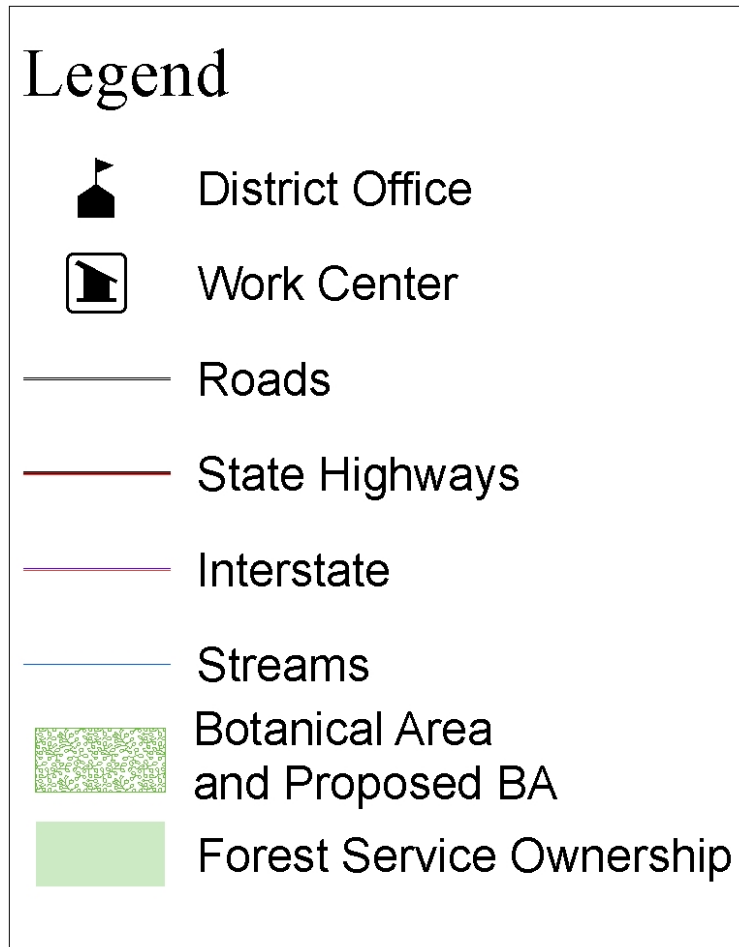 Legend
District Office
Work Center
Roads
State Highways
Interstate
Streams
Botanical Area
and Proposed BA
Forest Service Ownership